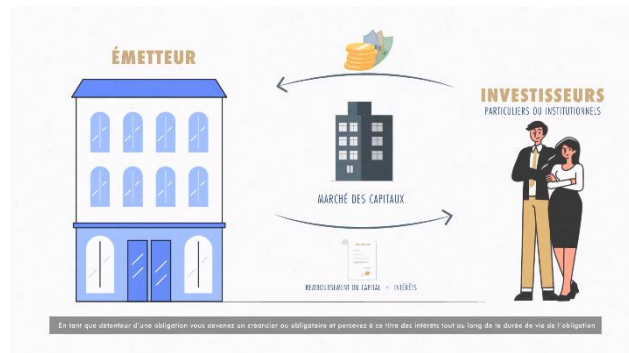 ÉMETTEUR
INVESTISSEURS
PARTICULIERS OU INSTITUTIONNELS
MARCHÉ DES CAPITAUX
REMBOURSEMENT DU CAPITAL + INTÉRÊTS
En tant que détenteur d'une obligation vous devenez un créancier ou obligataire et percevez à ce titre des intérêts tout au long de la durée de vie de l'obligation